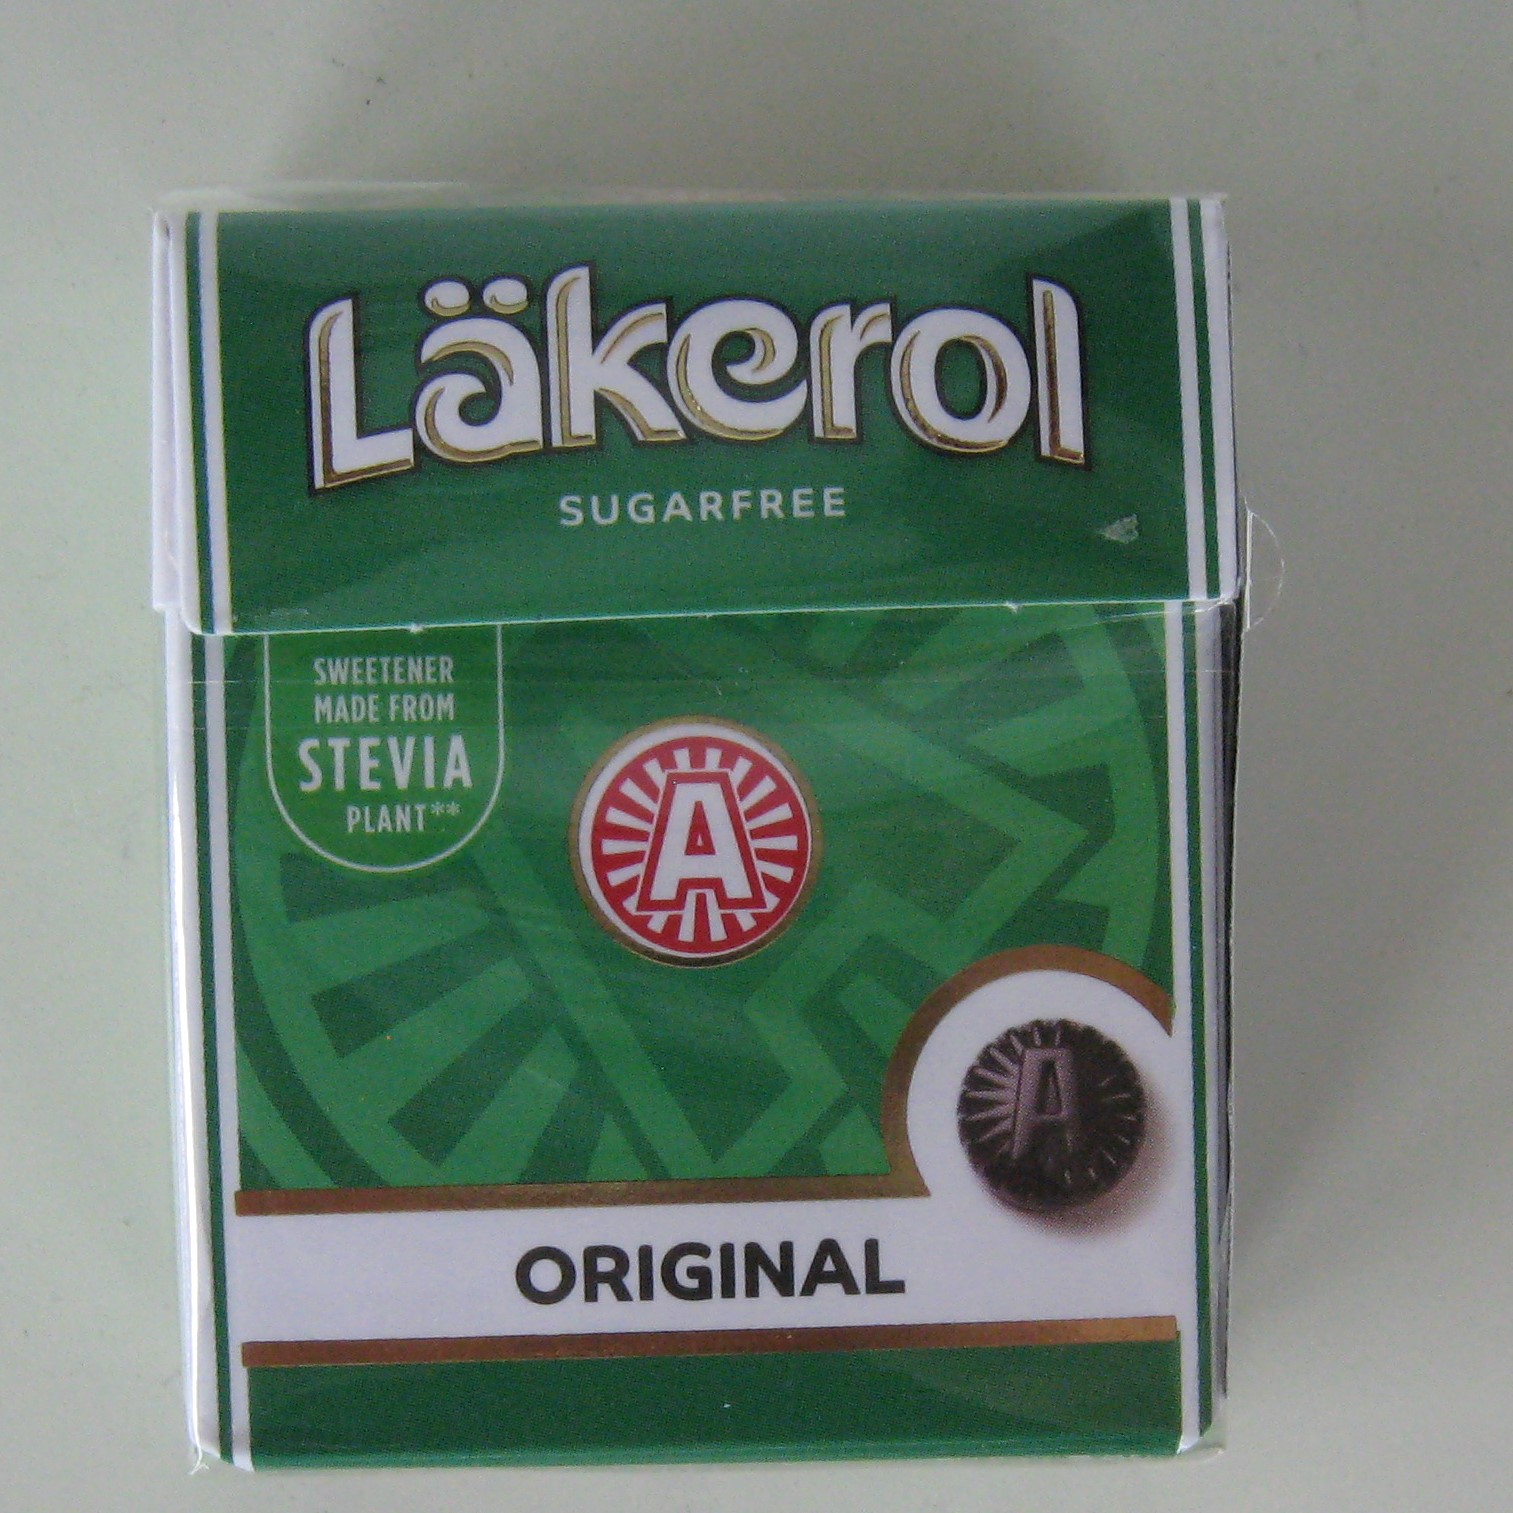 Läkerol
SUGARFREE
SWEETENER
MADE FROM
STEVIA
PLANT**
A
A
ORIGINAL